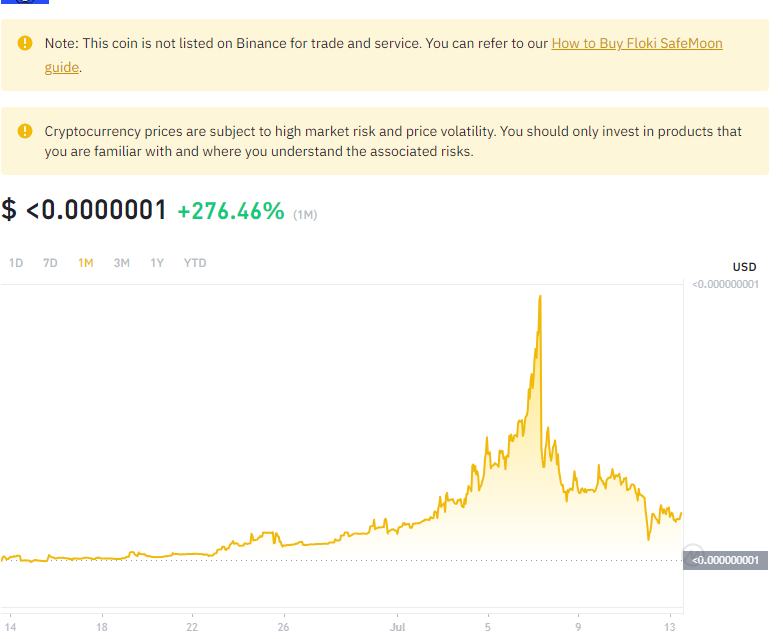 Note: This coin is not listed on Binance for trade and service. You can refer to our How to Buy Floki SafeMoon
guide.
Cryptocurrency prices are subject to high market risk and price volatility. You should only invest in products that
you are familiar with and where you understand the associated risks.
$ <0.0000001 +276.46% (1M)
1D 7D 1M 3M 1Y YTD
USD
<0.000000001
<0.000000001
14 18 22 26 Jul 5 9 13